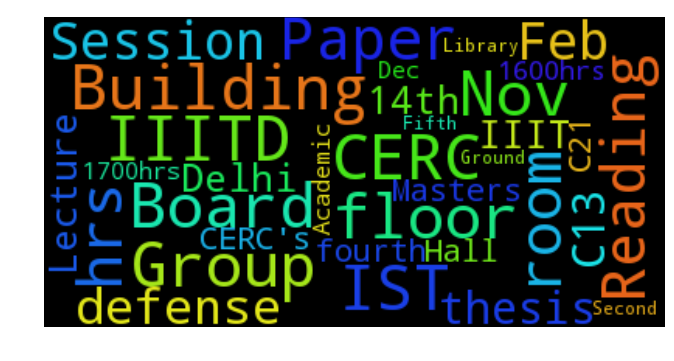 Session Paper Library Feb
Building Dec 1600hrs
14th Nov Reading
IIITD Fifth IIIT
Lecture Academic CERC Ground C21
1700hrs Delhi Masters
hrs Board floor room C13
CERC's fourth Hall
Group IST
defense thesis Second